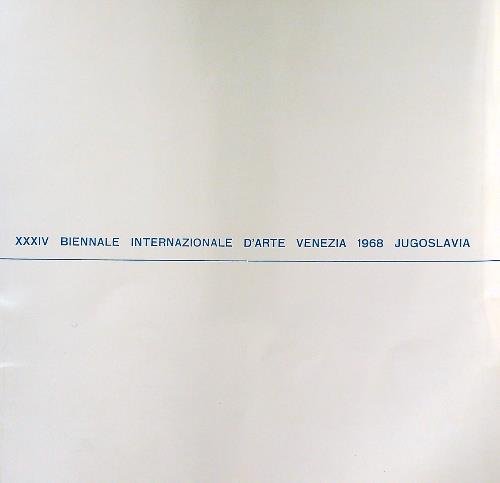 XXXIV BIENNALE INTERNAZIONALE D'ARTE VENEZIA 1968 JUGOSLAVIA